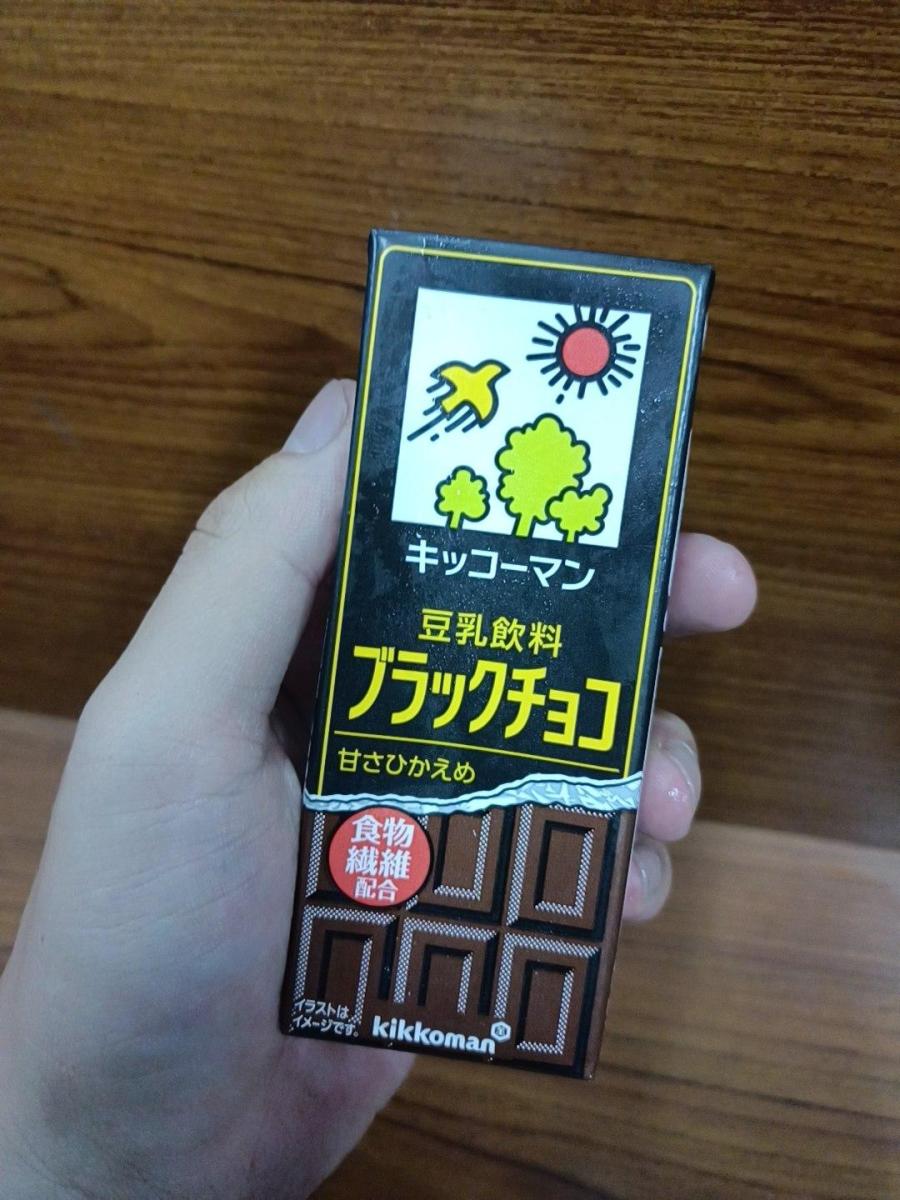 キッコーマン
豆乳飲料
ブラックチョコ
甘さひかえめ
食物
繊維
配合
イラストは
イメージです。
kikkoman